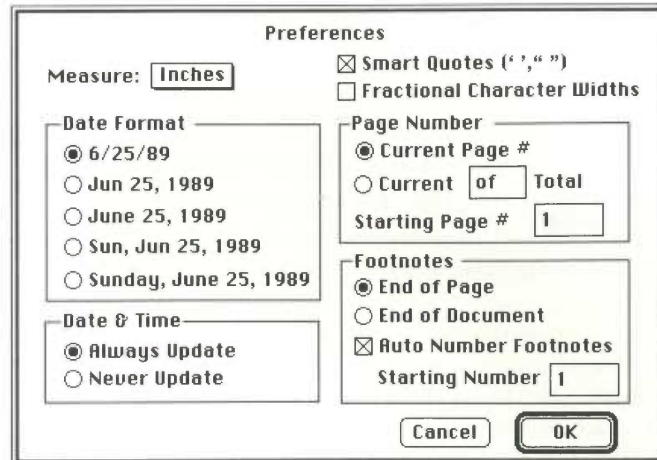 Preferences
Measure: Inches
Smart Quotes (‘ ’,“ ”)
Fractional Character Widths
Date Format
6/25/89
Jun 25, 1989
June 25, 1989
Sun, Jun 25, 1989
Sunday, June 25, 1989
Date & Time
Always Update
Never Update
Page Number
Current Page #
Current of Total
Starting Page # 1
Footnotes
End of Page
End of Document
Auto Number Footnotes
Starting Number 1
Cancel OK